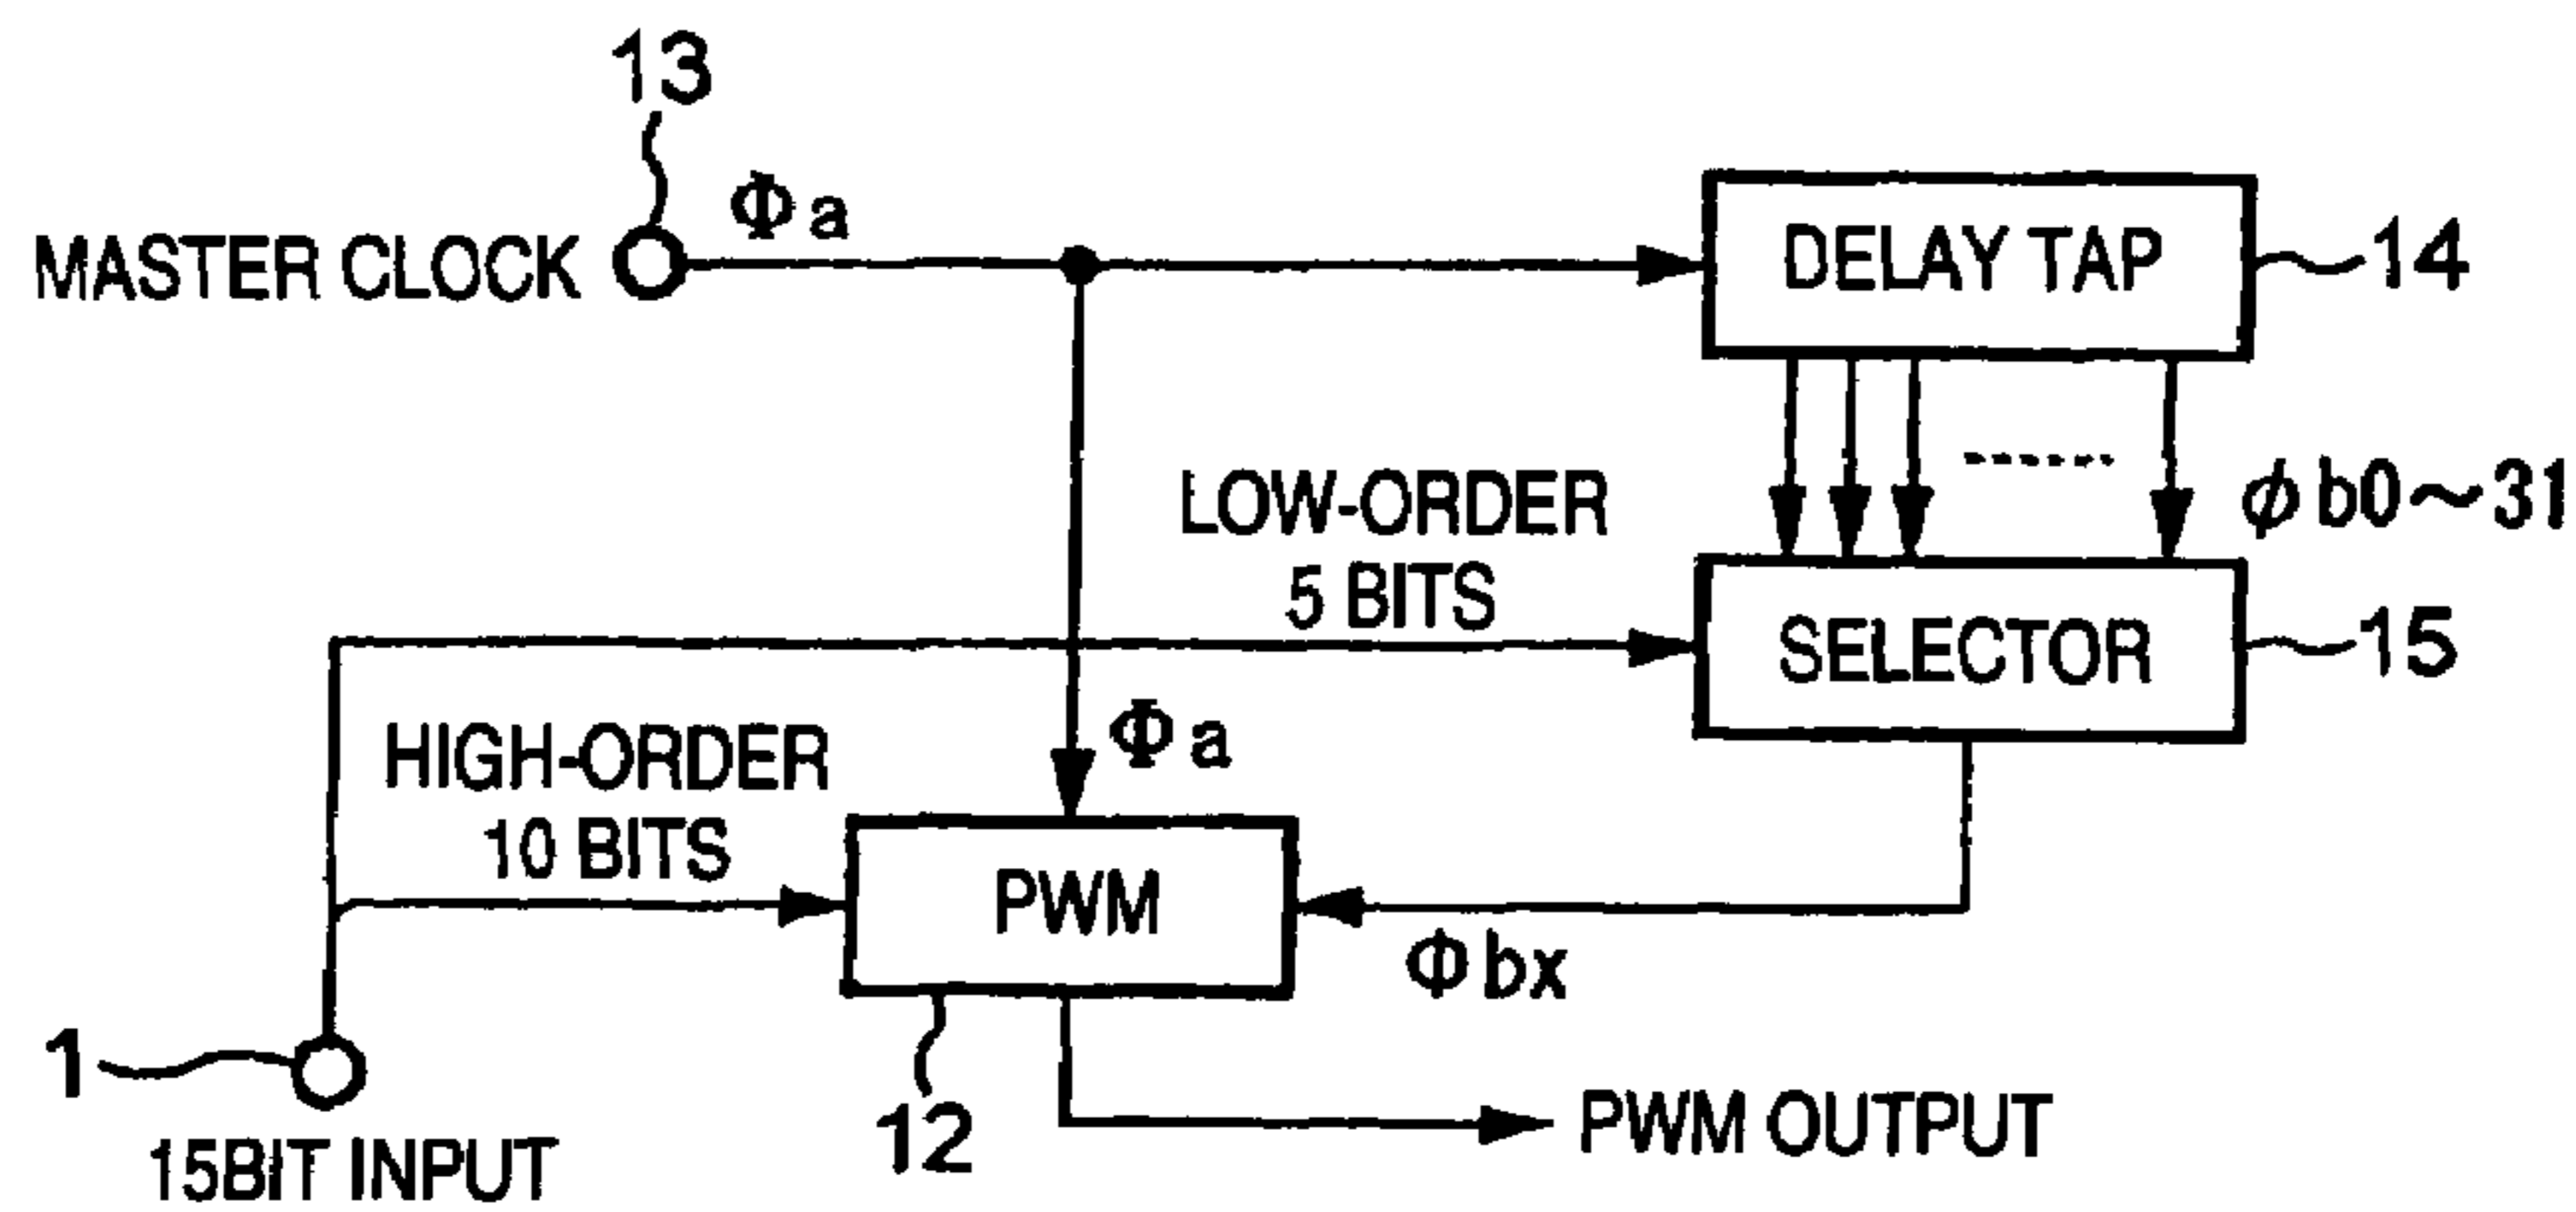 13
Φa
MASTER CLOCK
DELAY TAP
14
LOW-ORDER
5 BITS
ϕb0～31
SELECTOR
15
HIGH-ORDER
10 BITS
Φa
PWM
Φbx
1
12
PWM OUTPUT
15BIT INPUT